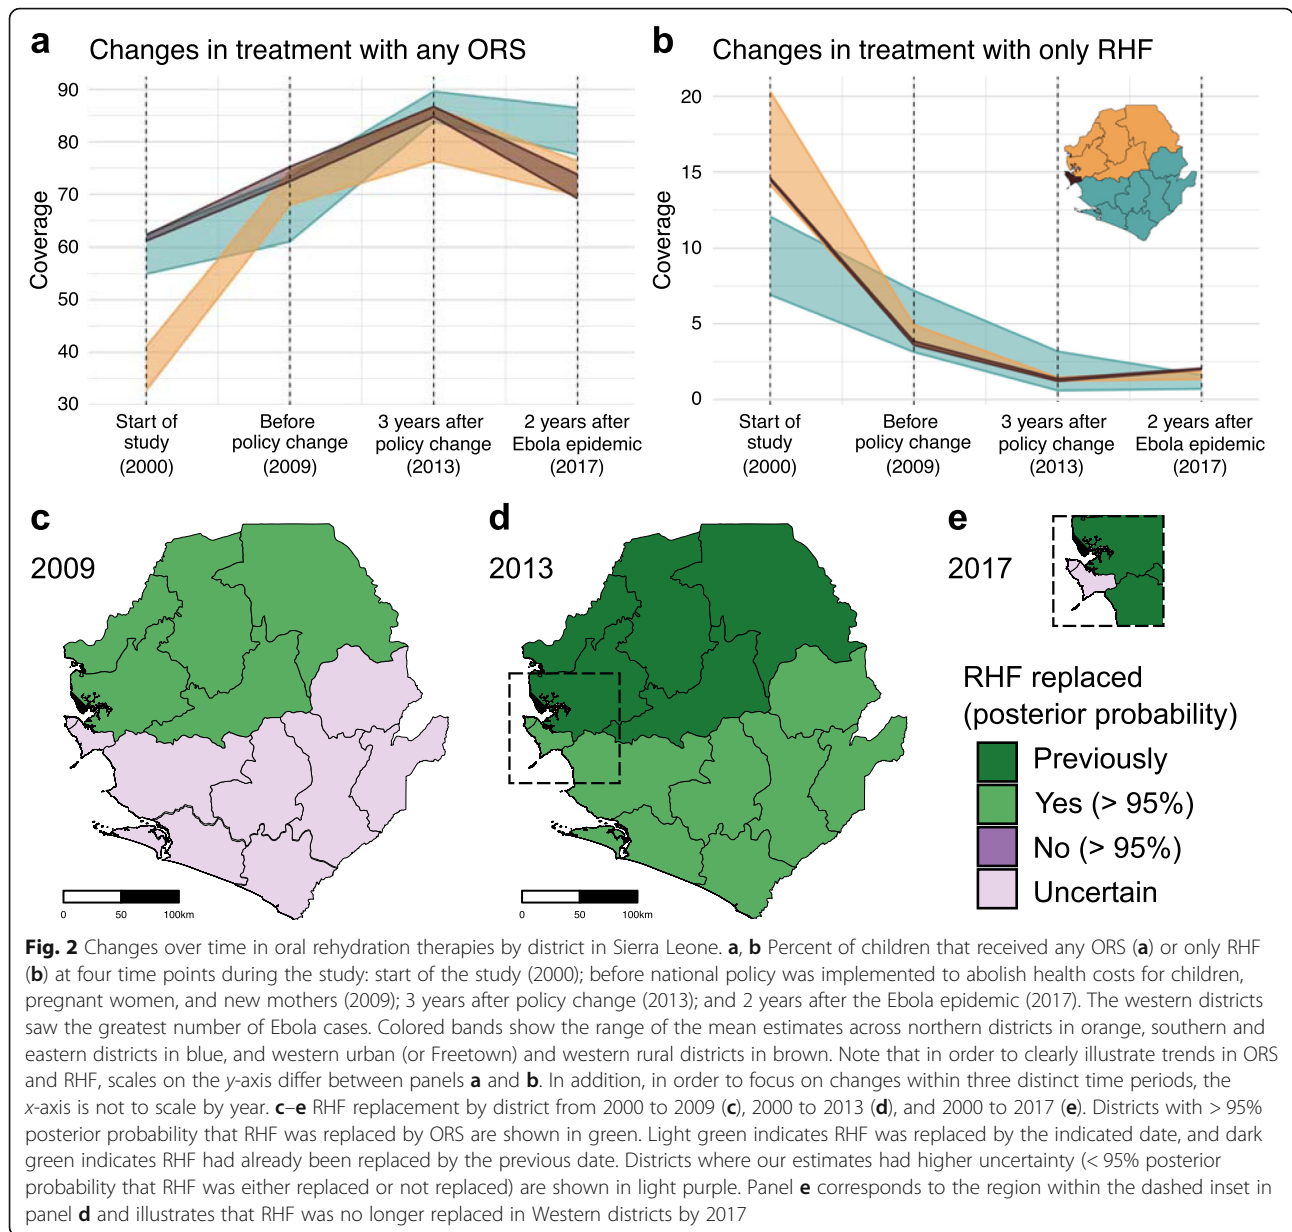 a Changes in treatment with any ORS
90
80
70
60
50
40
30
Coverage
Start of study (2000)
Before policy change (2009)
3 years after policy change (2013)
2 years after Ebola epidemic (2017)
b Changes in treatment with only RHF
20
15
10
5
0
Coverage
Start of study (2000)
Before policy change (2009)
3 years after policy change (2013)
2 years after Ebola epidemic (2017)
c
2009
0 50 100km
d
2013
0 50 100km
e
2017
RHF replaced
(posterior probability)
Previously
Yes (> 95%)
No (> 95%)
Uncertain
Fig. 2 Changes over time in oral rehydration therapies by district in Sierra Leone. a, b Percent of children that received any ORS (a) or only RHF
(b) at four time points during the study: start of the study (2000); before national policy was implemented to abolish health costs for children,
pregnant women, and new mothers (2009); 3 years after policy change (2013); and 2 years after the Ebola epidemic (2017). The western districts
saw the greatest number of Ebola cases. Colored bands show the range of the mean estimates across northern districts in orange, southern and
eastern districts in blue, and western urban (or Freetown) and western rural districts in brown. Note that in order to clearly illustrate trends in ORS
and RHF, scales on the y-axis differ between panels a and b. In addition, in order to focus on changes within three distinct time periods, the
x-axis is not to scale by year. c–e RHF replacement by district from 2000 to 2009 (c), 2000 to 2013 (d), and 2000 to 2017 (e). Districts with > 95%
posterior probability that RHF was replaced by ORS are shown in green. Light green indicates RHF was replaced by the indicated date, and dark
green indicates RHF had already been replaced by the previous date. Districts where our estimates had higher uncertainty (< 95% posterior
probability that RHF was either replaced or not replaced) are shown in light purple. Panel e corresponds to the region within the dashed inset in
panel d and illustrates that RHF was no longer replaced in Western districts by 2017